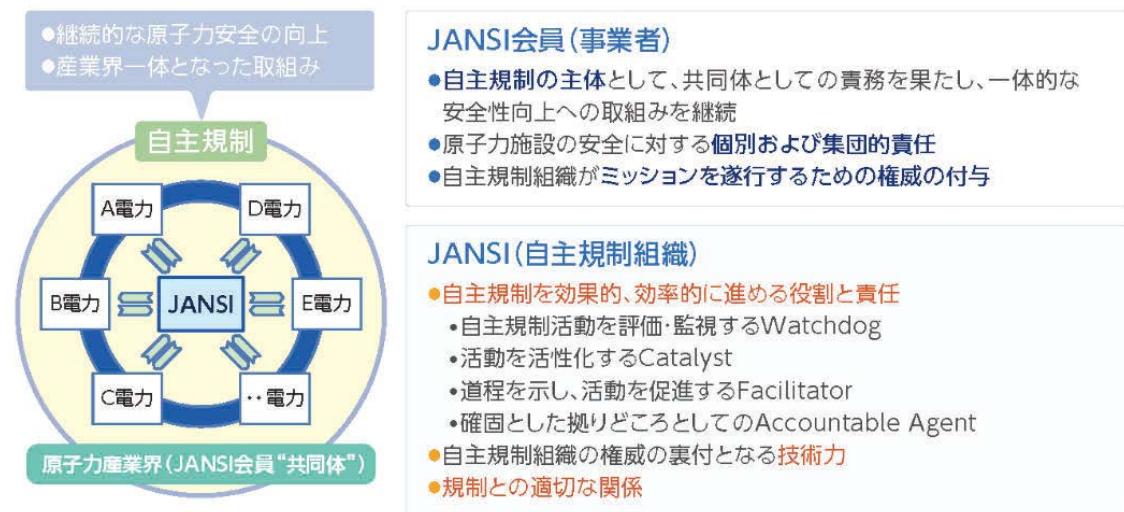 ●継続的な原子力安全の向上
●産業界一体となった取組み
自主規制
A電力
D電力
B電力
JANSI
E電力
C電力
‥電力
原子力産業界(JANSI会員“共同体”)
JANSI会員(事業者)
●自主規制の主体として、共同体としての責務を果たし、一体的な
安全性向上への取組みを継続
●原子力施設の安全に対する個別および集団的責任
●自主規制組織がミッションを遂行するための権威の付与
JANSI(自主規制組織)
●自主規制を効果的、効率的に進める役割と責任
•自主規制活動を評価・監視するWatchdog
•活動を活性化するCatalyst
•道程を示し、活動を促進するFacilitator
•確固とした拠りどころとしてのAccountable Agent
●自主規制組織の権威の裏付となる技術力
●規制との適切な関係